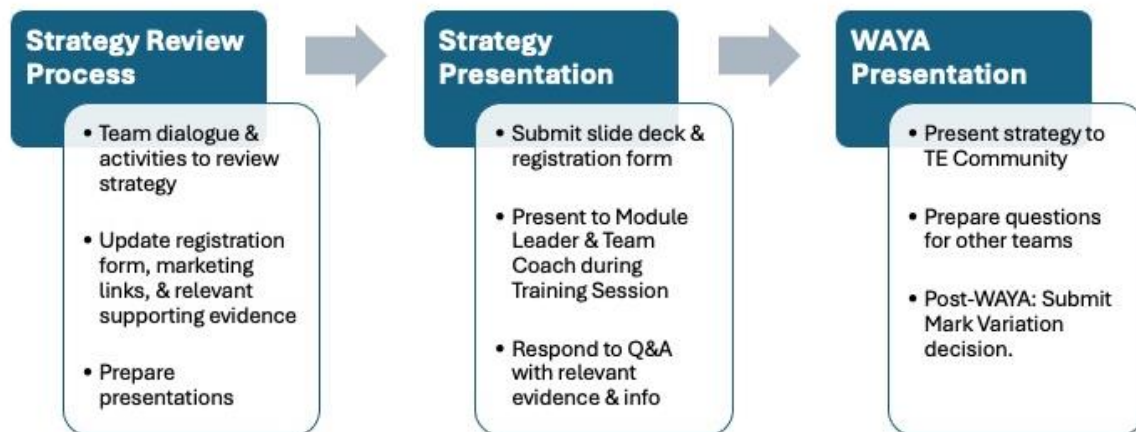 Strategy Review
Process
• Team dialogue &
activities to review
strategy
• Update registration
form, marketing
links, & relevant
supporting evidence
• Prepare
presentations
Strategy
Presentation
• Submit slide deck &
registration form
• Present to Module
Leader & Team
Coach during
Training Session
• Respond to Q&A
with relevant
evidence & info
WAYA
Presentation
• Present strategy to
TE Community
• Prepare questions
for other teams
• Post-WAYA: Submit
Mark Variation
decision.